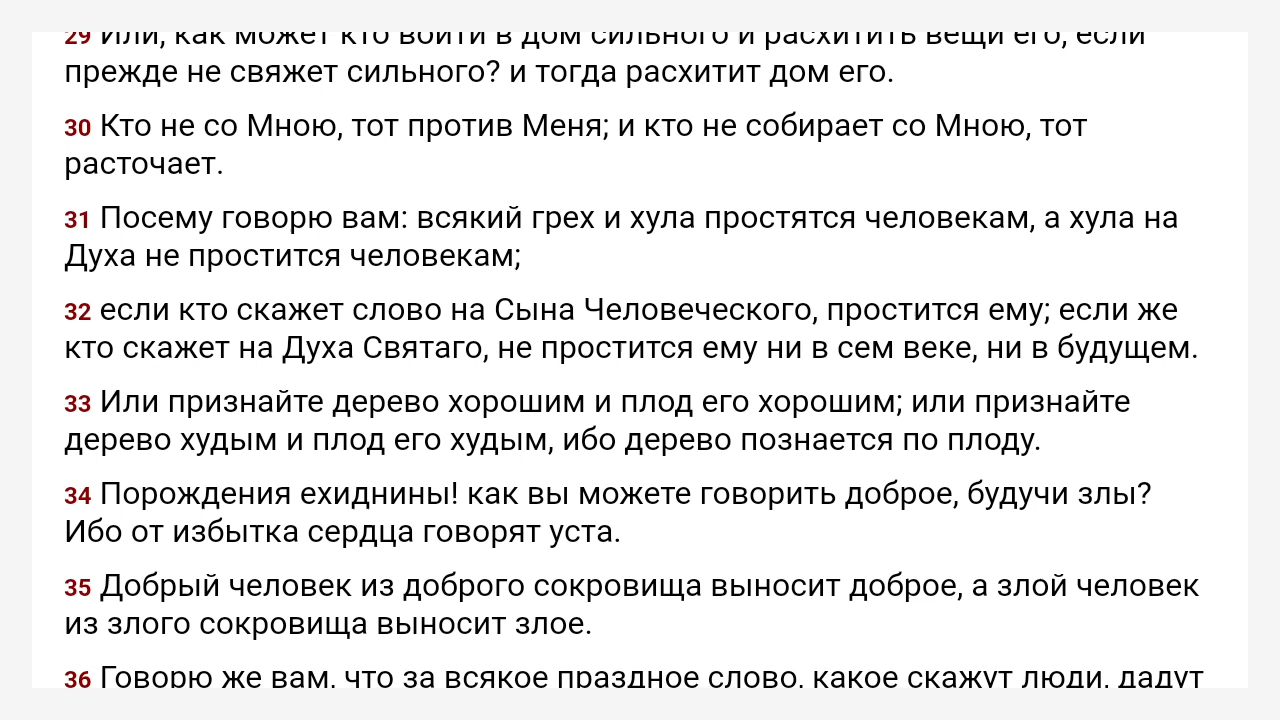 29 Или, как может кто войти в дом сильного и расхитить вещи его, если
прежде не свяжет сильного? и тогда расхитит дом его.
30 Кто не со Мною, тот против Меня; и кто не собирает со Мною, тот
расточает.
31 Посему говорю вам: всякий грех и хула простятся человекам, а хула на
Духа не простится человекам;
32 если кто скажет слово на Сына Человеческого, простится ему; если же
кто скажет на Духа Святаго, не простится ему ни в сем веке, ни в будущем.
33 Или признайте дерево хорошим и плод его хорошим; или признайте
дерево худым и плод его худым, ибо дерево познается по плоду.
34 Порождения ехиднины! как вы можете говорить доброе, будучи злы?
Ибо от избытка сердца говорят уста.
35 Добрый человек из доброго сокровища выносит доброе, а злой человек
из злого сокровища выносит злое.
36 Говорю же вам, что за всякое праздное слово, какое скажут люди, дадут